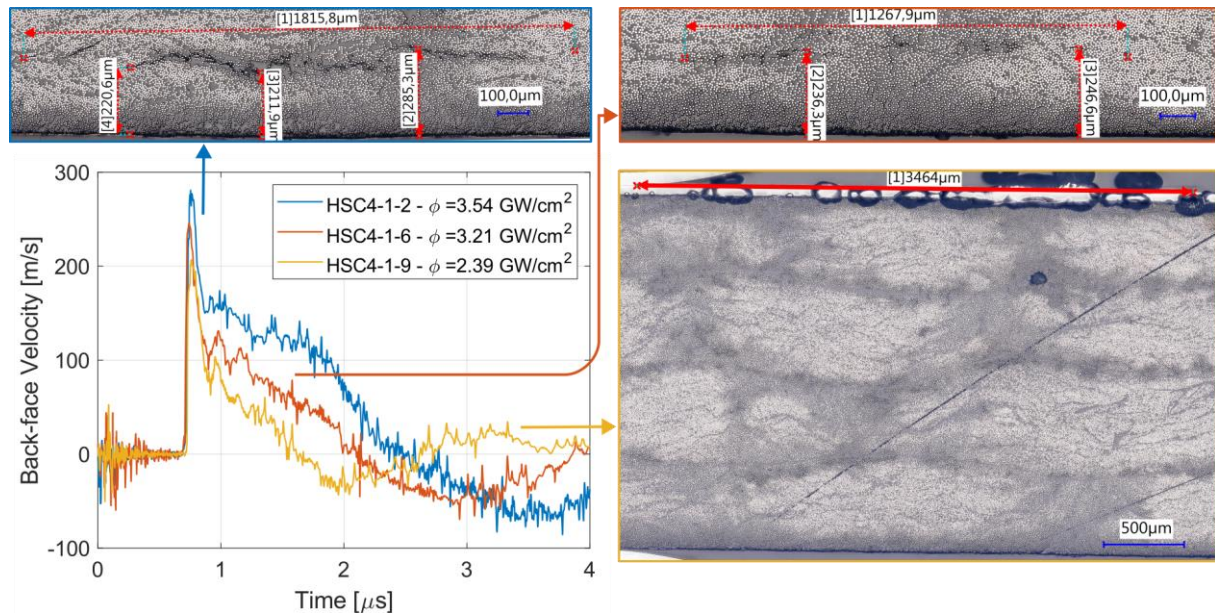 [1]1815,8µm
[4]220,6µm
[3]211,9µm
[2]285,3µm
100,0µm
[1]1267,9µm
[2]236,3µm
[3]246,6µm
100,0µm
300
200
100
0
-100
Back-face Velocity [m/s]
HSC4-1-2 - ϕ =3.54 GW/cm²
HSC4-1-6 - ϕ =3.21 GW/cm²
HSC4-1-9 - ϕ =2.39 GW/cm²
0 1 2 3 4
Time [μs]
[1]3464µm
500µm